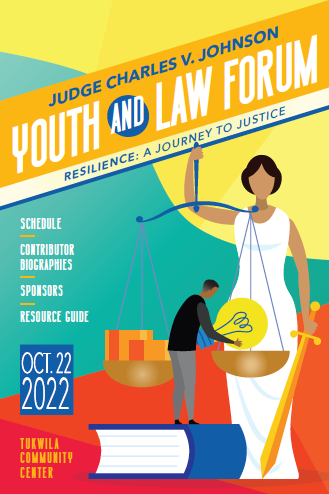 JUDGE CHARLES V. JOHNSON
YOUTH AND LAW FORUM
RESILIENCE: A JOURNEY TO JUSTICE
SCHEDULE
CONTRIBUTOR
BIOGRAPHIES
SPONSORS
RESOURCE GUIDE
OCT. 22
2022
TUKWILA
COMMUNITY
CENTER